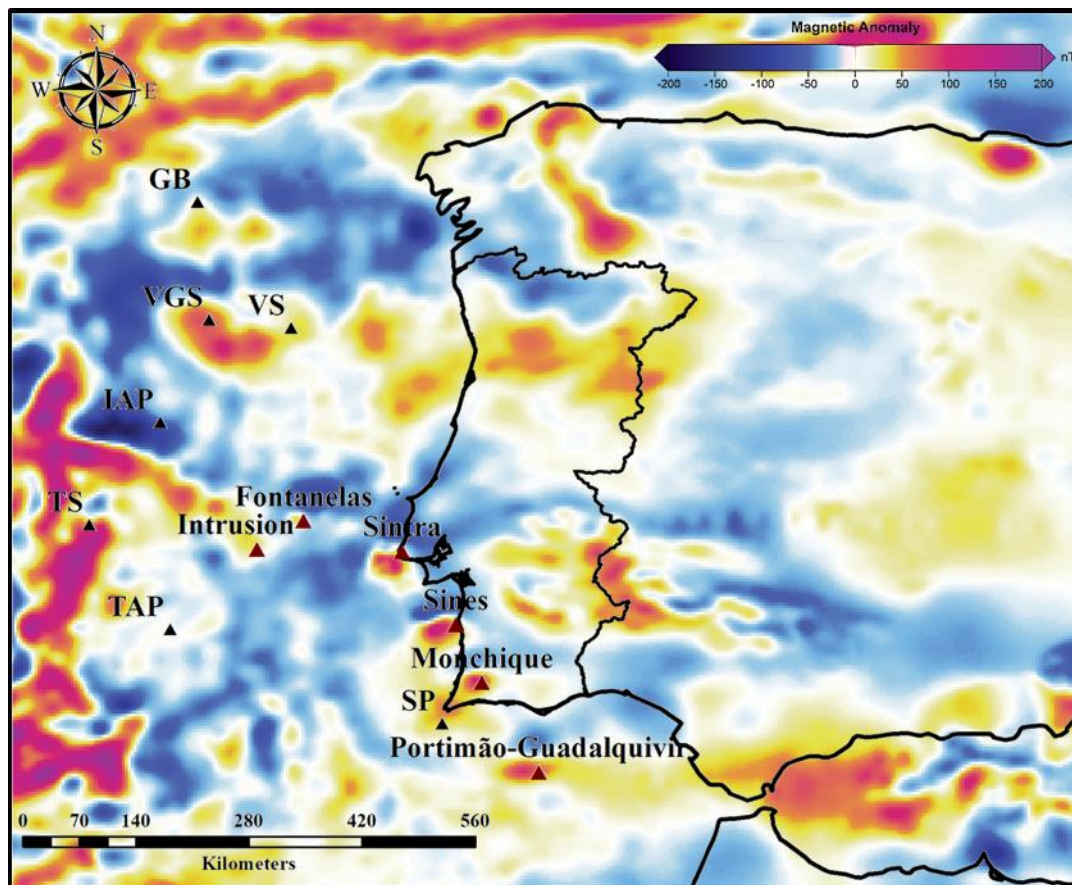 Magnetic Anomaly
nT
-200 -150 -100 -50 0 50 100 150 200
N
W E
S
GB
VGS VS
IAP
TS
Fontanelas
Intrusion
Sintra
TAP
Sines
Monchique
SP
Portimão-Guadalquivir
0 70 140 280 420 560
Kilometers